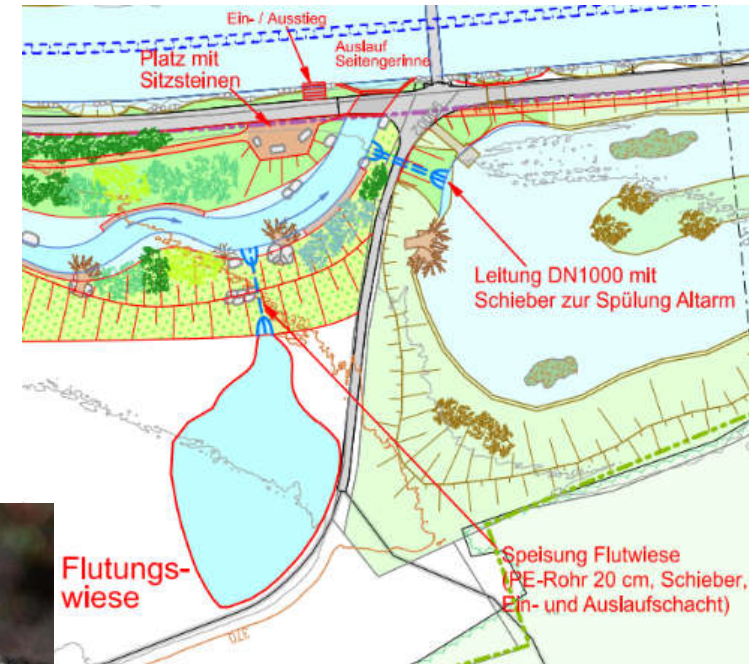 Ein- / Ausstieg
Auslauf
Seitengerinne
Platz mit
Sitzsteinen
Leitung DN1000 mit
Schieber zur Spülung Altarm
Flutungs-
wiese
Speisung Flutwiese
(PE-Rohr 20 cm, Schieber,
Ein- und Auslaufschacht)
370